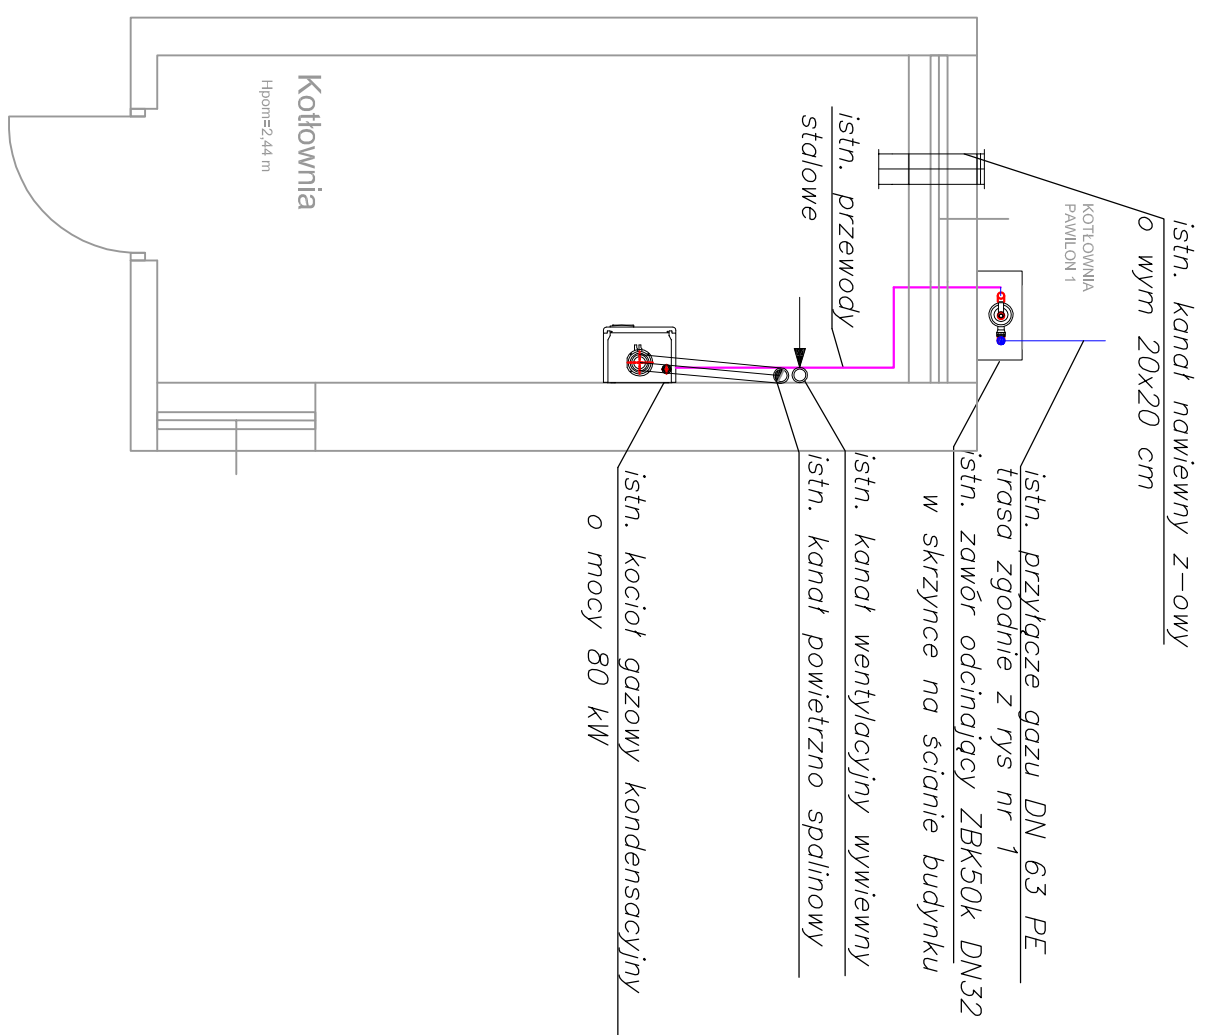 istn. kanał nawiewny z-owy
o wym 20x20 cm
KOTŁOWNIA
PAWILON 1
istn. przyłącze gazu DN 63 PE
trasa zgodnie z rys nr 1
istn. zawór odcinający ZBK50k DN32
w skrzynce na ścianie budynku
istn. przewody
stalowe
istn. kanał wentylacyjny wywiewny
istn. kanał powietrzno spalinowy
istn. kocioł gazowy kondensacyjny
o mocy 80 kW
Kotłownia
Hpom=2,44 m